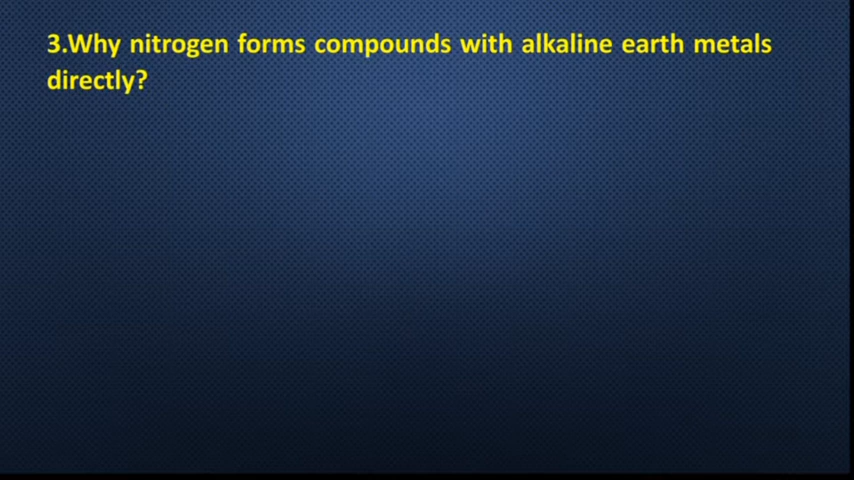 3.Why nitrogen forms compounds with alkaline earth metals
directly?